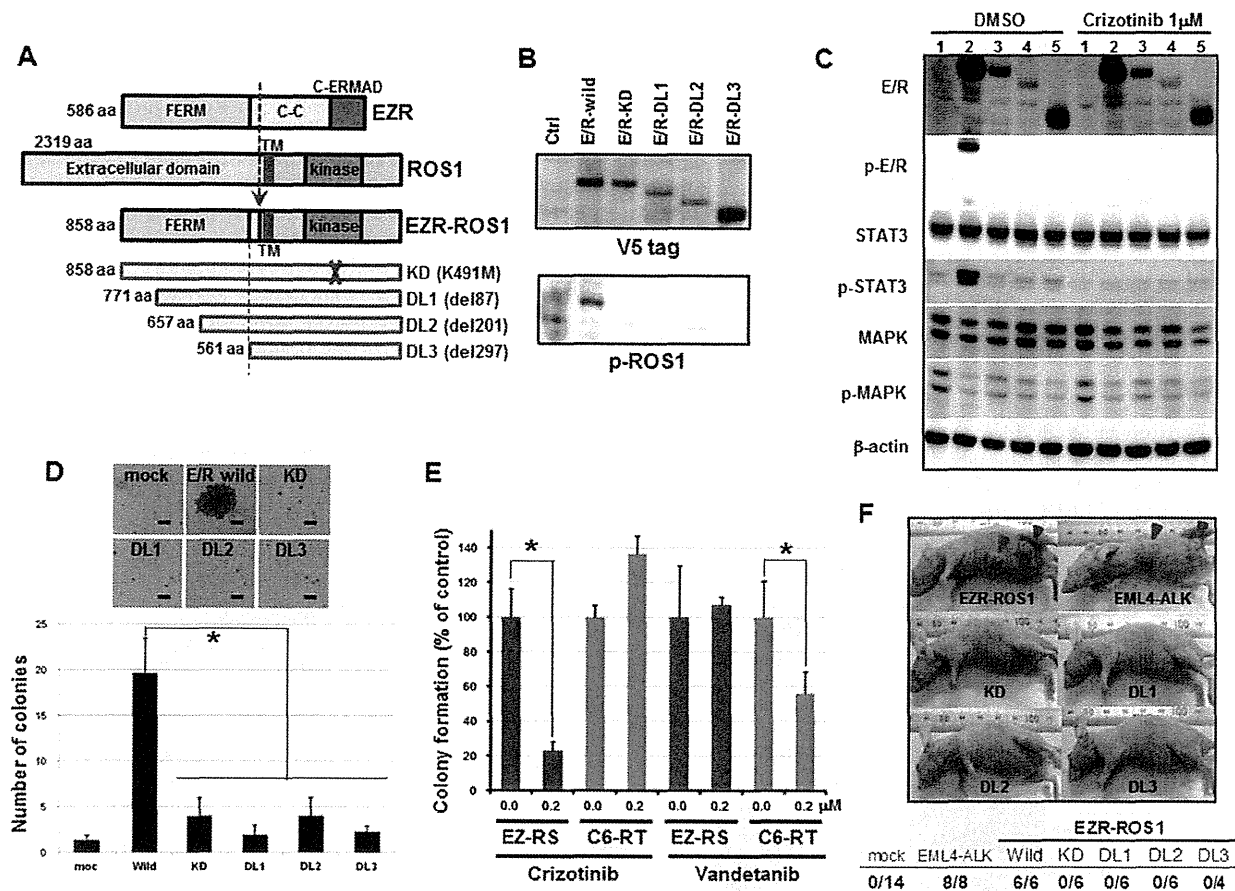 A
C-ERMAD
586 aa FERM C-C EZR
2319 aa TM
Extracellular domain kinase ROS1
858 aa FERM kinase EZR-ROS1
TM
858 aa KD (K491M)
771 aa DL1 (del87)
657 aa DL2 (del201)
561 aa DL3 (del297)
B
Ctrl E/R-wild E/R-KD E/R-DL1 E/R-DL2 E/R-DL3
V5 tag
p-ROS1
C
DMSO Crizotinib 1μM
1 2 3 4 5 1 2 3 4 5
E/R
p-E/R
STAT3
p-STAT3
MAPK
p-MAPK
β-actin
D
mock E/R wild KD
DL1 DL2 DL3
Number of colonies
25
20
15
10
5
0
*
moc Wild KD DL1 DL2 DL3
E
Colony formation (% of control)
140
120
100
80
60
40
20
0
* *
0.0 0.2 0.0 0.2 0.0 0.2 0.0 0.2 μM
EZ-RS C6-RT EZ-RS C6-RT
Crizotinib Vandetanib
F
EZR-ROS1 EML4-ALK
KD DL1
DL2 DL3
EZR-ROS1
mock EML4-ALK Wild KD DL1 DL2 DL3
0/14 8/8 6/6 0/6 0/6 0/6 0/4